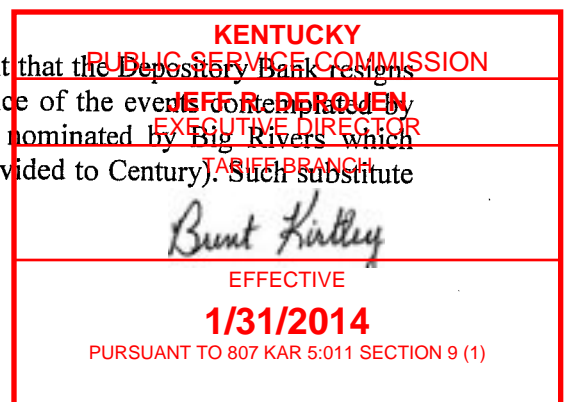 KENTUCKY
PUBLIC SERVICE COMMISSION
t that the Depository Bank resigns
JEFF R. DEROUEN
ce of the events contemplated by
EXECUTIVE DIRECTOR
nominated by Big Rivers which
TARIFF BRANCH
vided to Century). Such substitute
Brent Kirtley
EFFECTIVE
1/31/2014
PURSUANT TO 807 KAR 5:011 SECTION 9 (1)